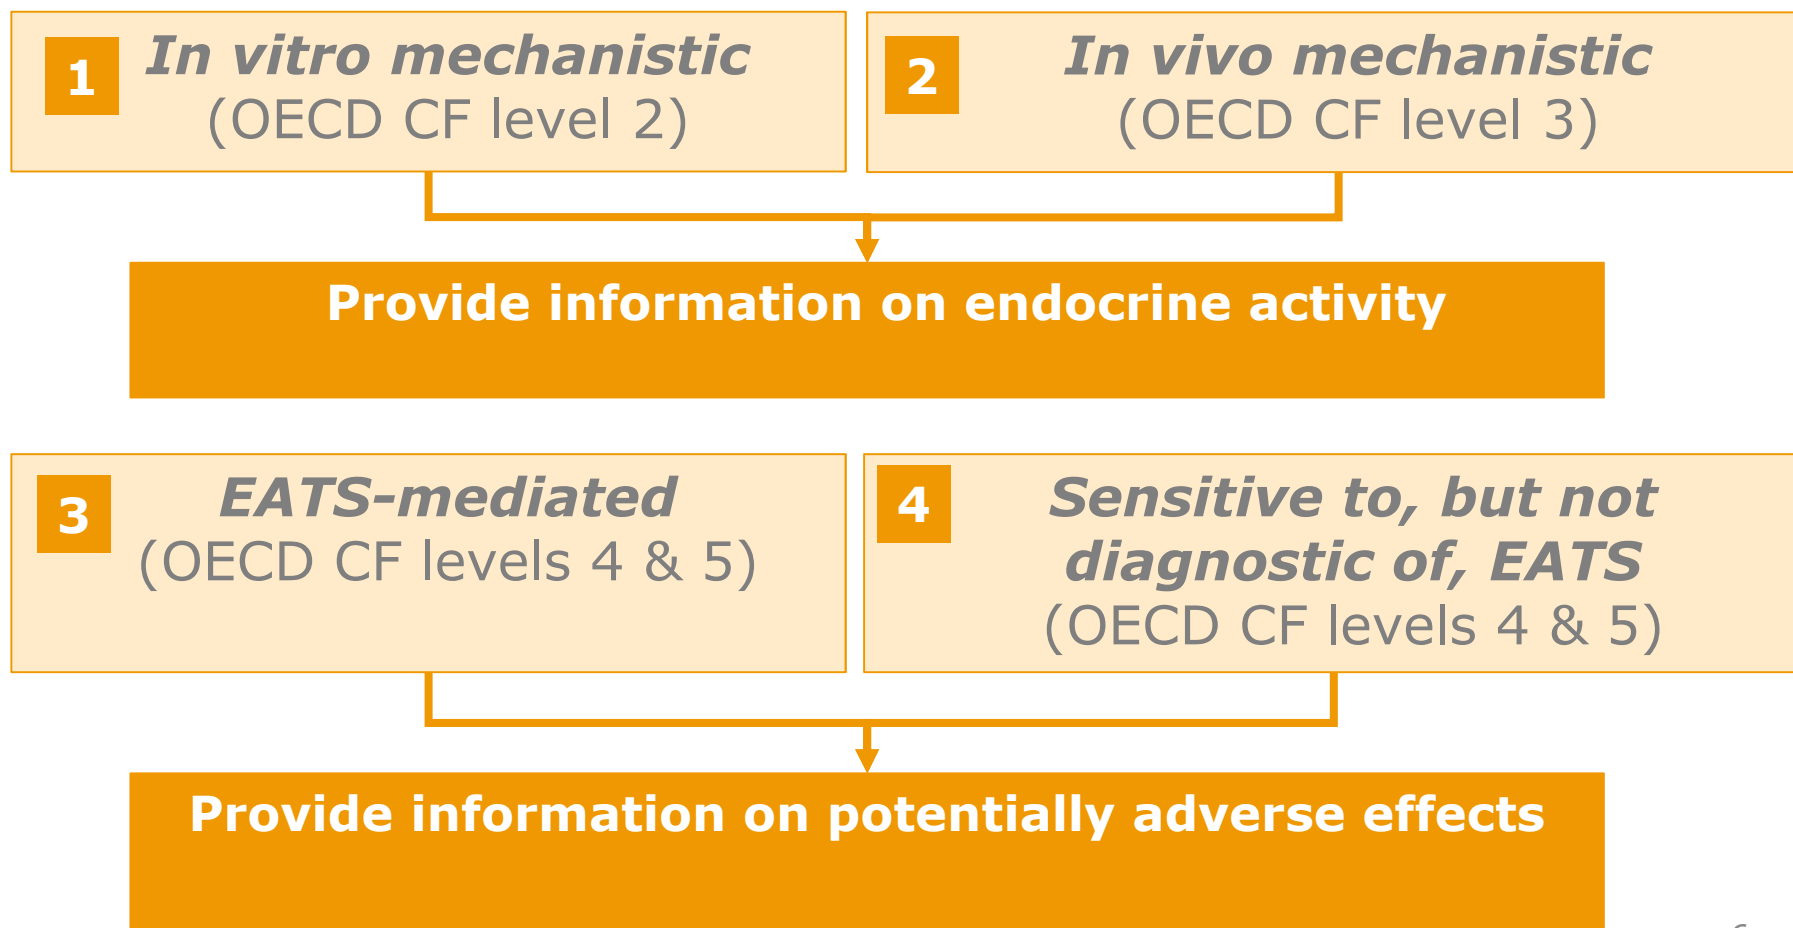 1
In vitro mechanistic
(OECD CF level 2)
2
In vivo mechanistic
(OECD CF level 3)
Provide information on endocrine activity
3
EATS-mediated
(OECD CF levels 4 & 5)
4
Sensitive to, but not
diagnostic of, EATS
(OECD CF levels 4 & 5)
Provide information on potentially adverse effects